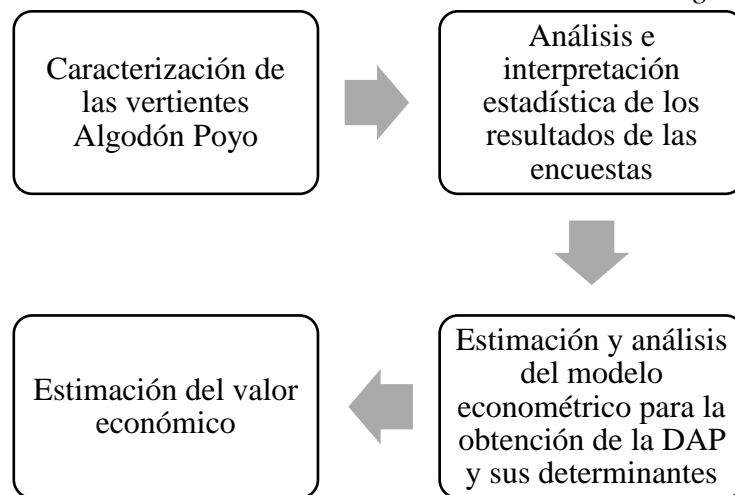 Caracterización de
las vertientes
Algodón Poyo
Análisis e
interpretación
estadística de los
resultados de las
encuestas
Estimación y análisis
del modelo
econométrico para la
obtención de la DAP
y sus determinantes
Estimación del valor
económico